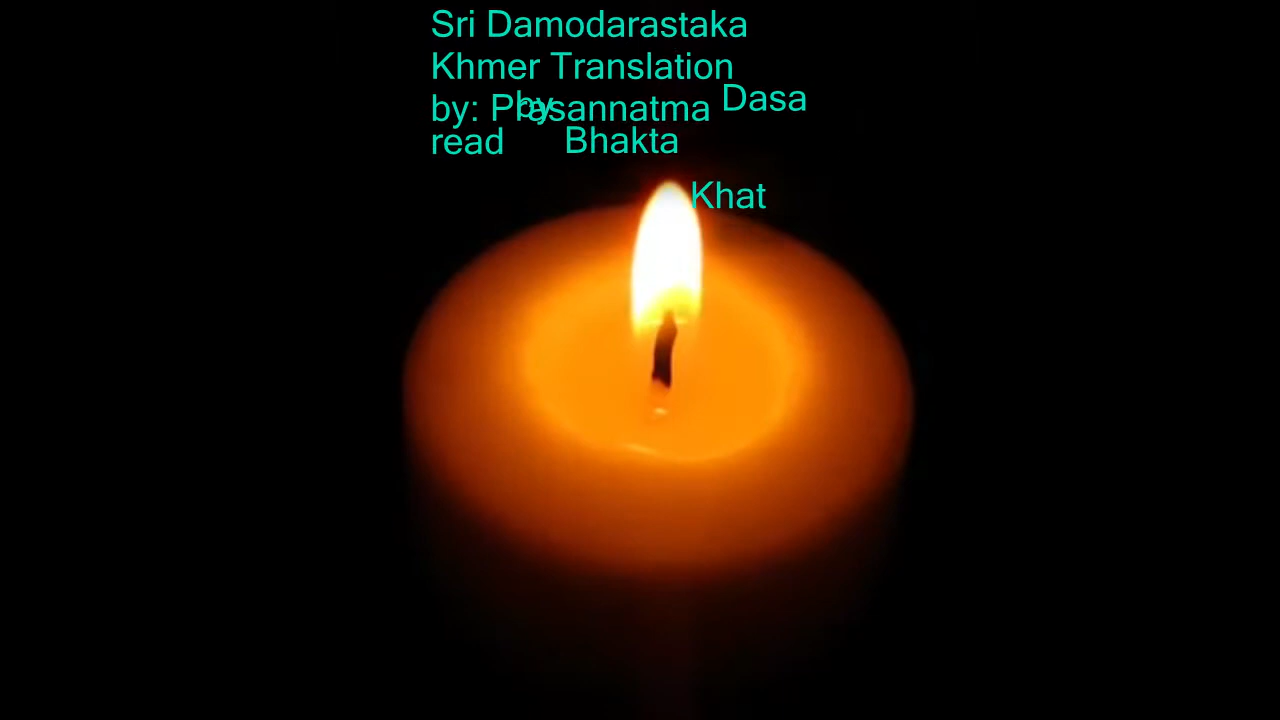 Sri Damodarastaka
Khmer Translation
by: Prasannatma Dasa
read by Bhakta
Khat